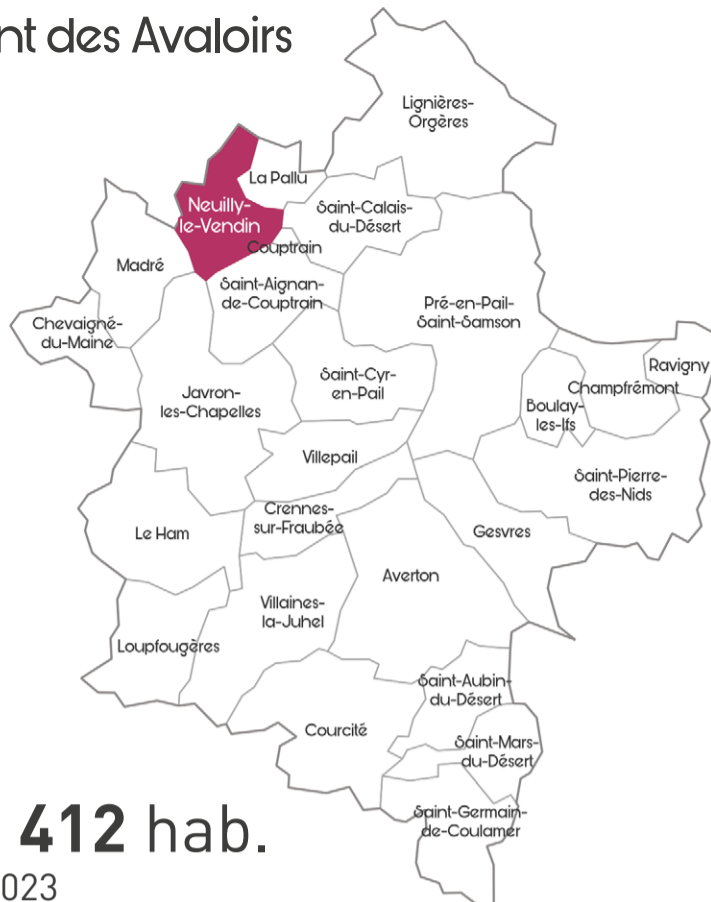 nt des Avaloirs
Lignières-
Orgères
La Pallu
Neuilly-
le-Vendin
Saint-Calais-
du-Désert
Couptrain
Madré
Saint-Aignan-
de-Couptrain
Pré-en-Pail-
Saint-Samson
Chevaigné-
du-Maine
Ravigny
Saint-Cyr-
en-Pail
Champfrémont
Javron-
les-Chapelles
Boulay-
les-Ifs
Villepail
Saint-Pierre-
des-Nids
Crennes-
sur-Fraubée
Le Ham
Gesvres
Averton
Villaines-
la-Juhel
Loupfougères
Saint-Aubin-
du-Désert
Courcité
Saint-Mars-
du-Désert
Saint-Germain-
de-Coulamer
412 hab.
023